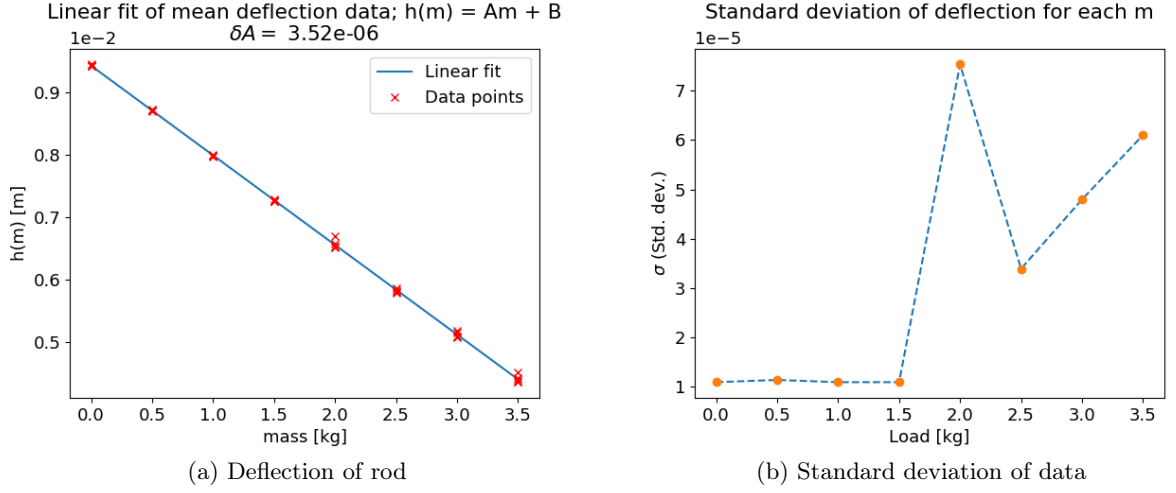 Linear fit of mean deflection data; h(m) = Am + B
δA = 3.52e-06
1e−2
0.9
0.8
0.7
0.6
0.5
h(m) [m]
Linear fit
Data points
0.0 0.5 1.0 1.5 2.0 2.5 3.0 3.5
mass [kg]
(a) Deflection of rod
Standard deviation of deflection for each m
1e−5
7
6
5
4
3
2
1
σ (Std. dev.)
0.0 0.5 1.0 1.5 2.0 2.5 3.0 3.5
Load [kg]
(b) Standard deviation of data